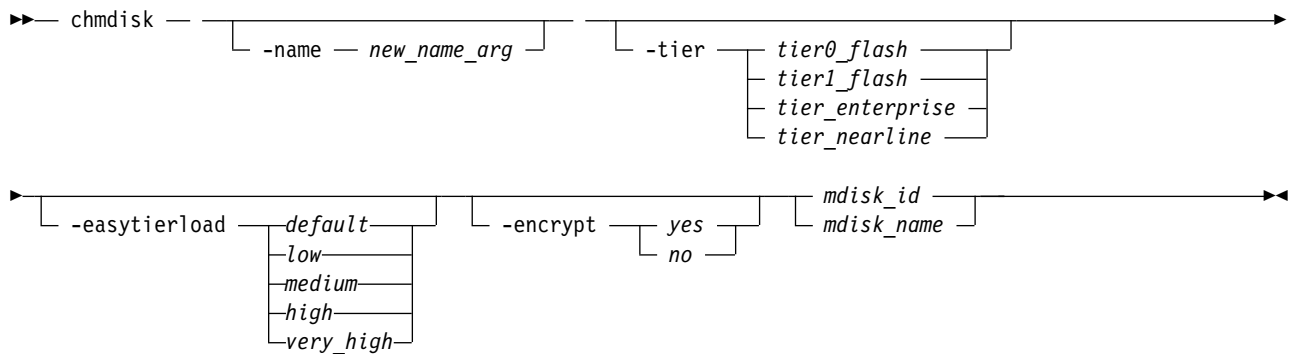 chmdisk
-name new_name_arg
-tier tier0_flash
tier1_flash
tier_enterprise
tier_nearline
-easytierload default
low
medium
high
very_high
-encrypt yes
no
mdisk_id
mdisk_name